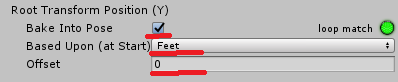 Root Transform Position (Y)
Bake Into Pose loop match
Based Upon (at Start) Feet
Offset 0